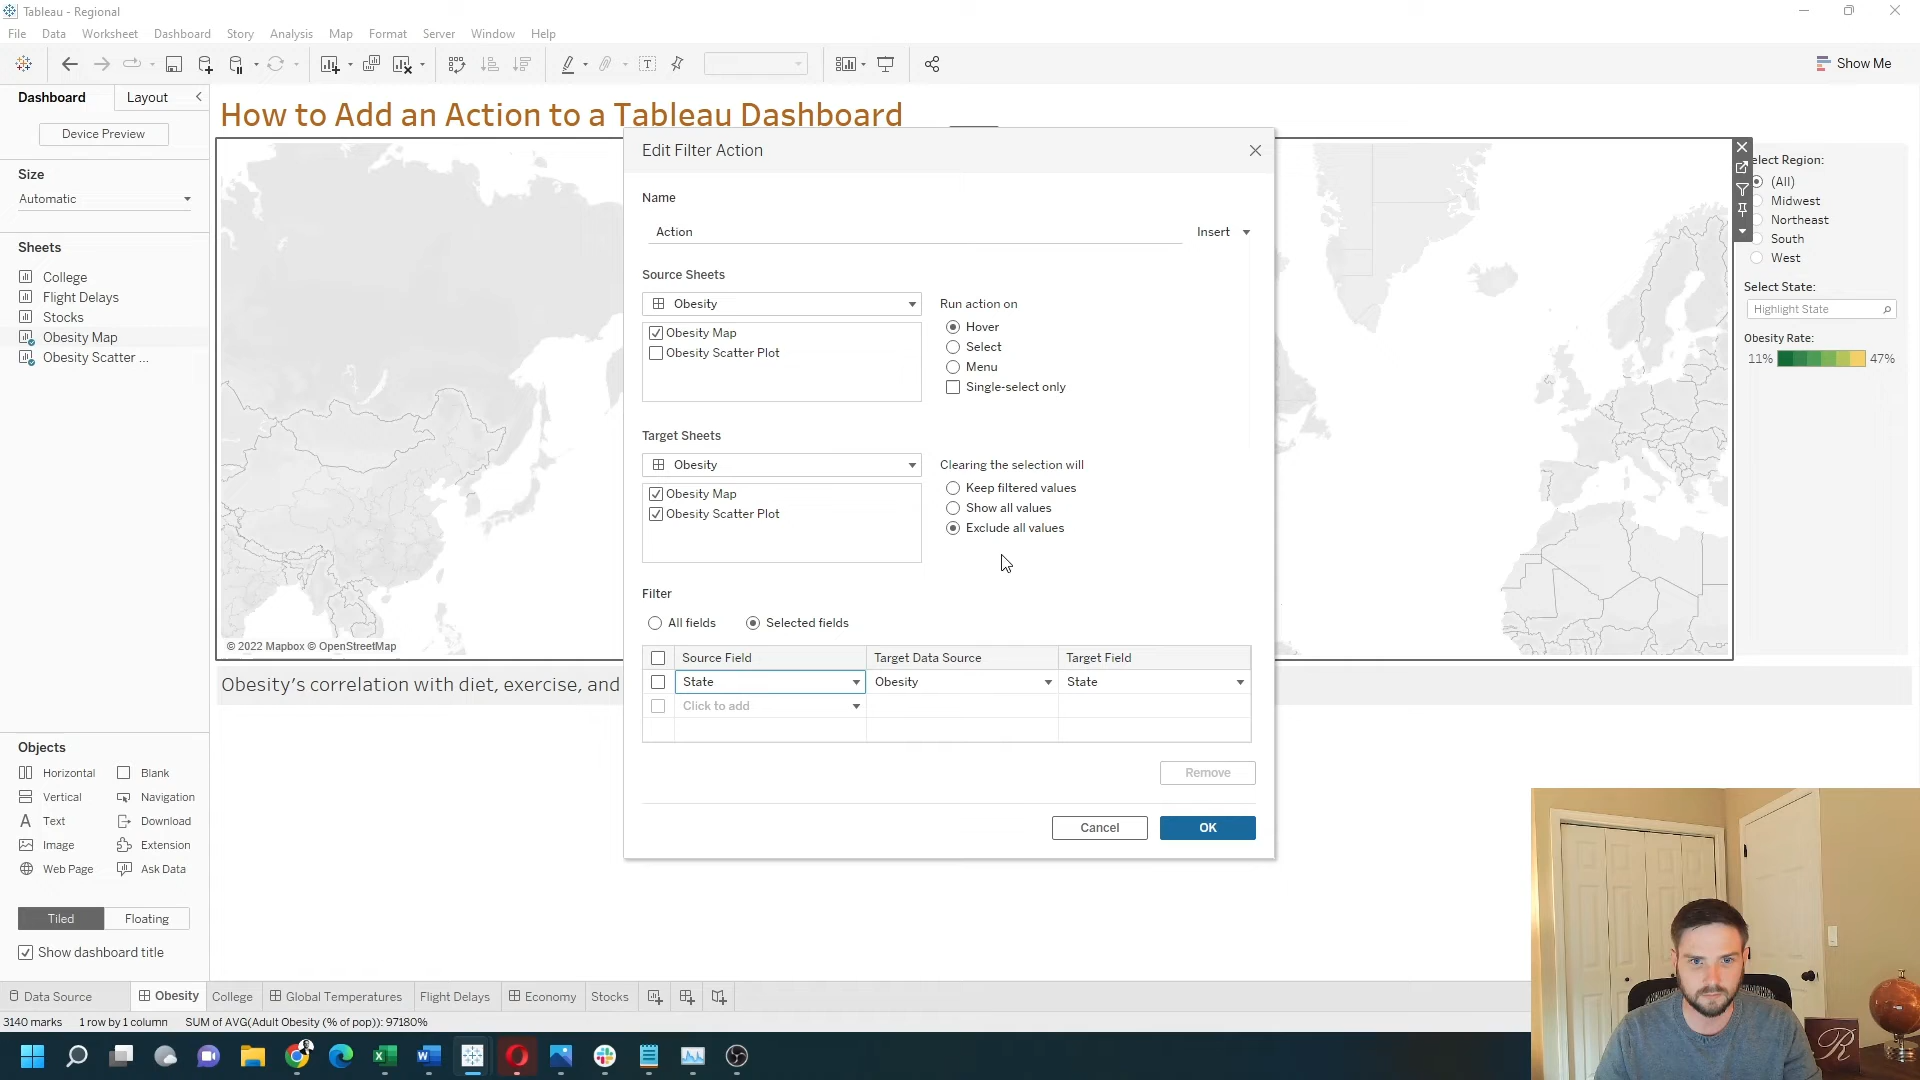 Tableau - Regional
File Data Worksheet Dashboard Story Analysis Map Format Server Window Help
Show Me
Dashboard Layout
Device Preview
Size
Automatic
Sheets
College
Flight Delays
Stocks
Obesity Map
Obesity Scatter ...
Objects
Horizontal Blank
Vertical Navigation
Text Download
Image Extension
Web Page Ask Data
Tiled Floating
Show dashboard title
How to Add an Action to a Tableau Dashboard
© 2022 Mapbox © OpenStreetMap
Obesity's correlation with diet, exercise, and
Edit Filter Action
Name
Action Insert
Source Sheets
Obesity
Obesity Map
Obesity Scatter Plot
Run action on
Hover
Select
Menu
Single-select only
Target Sheets
Obesity
Obesity Map
Obesity Scatter Plot
Clearing the selection will
Keep filtered values
Show all values
Exclude all values
Filter
All fields Selected fields
Source Field Target Data Source Target Field
State Obesity State
Click to add
Remove
Cancel OK
elect Region:
(All)
Midwest
Northeast
South
West
Select State:
Highlight State
Obesity Rate:
11% 47%
Data Source Obesity College Global Temperatures Flight Delays Economy Stocks
3140 marks 1 row by 1 column SUM of AVG(Adult Obesity (% of pop)): 97180%
R